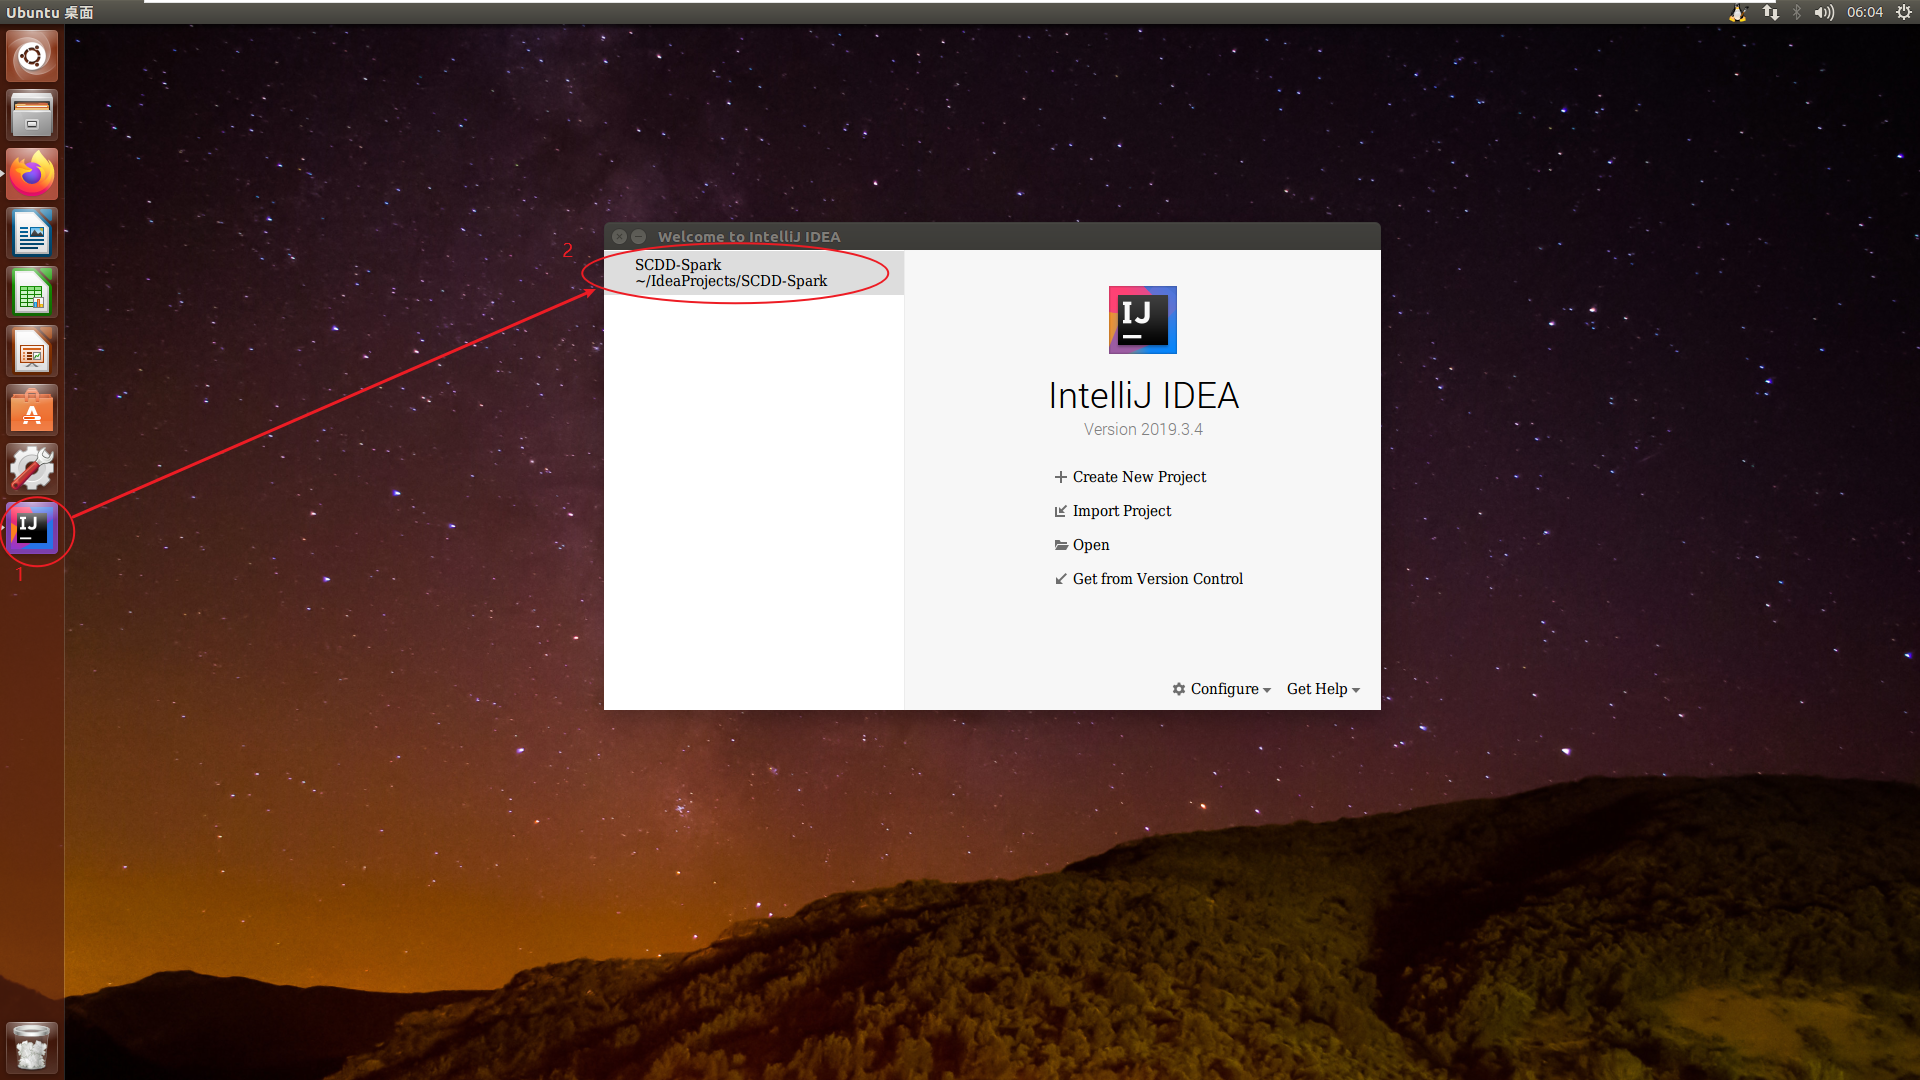 Ubuntu 桌面
06:04
Welcome to IntelliJ IDEA
2
SCDD-Spark
~/IdeaProjects/SCDD-Spark
IJ
IntelliJ IDEA
Version 2019.3.4
Create New Project
Import Project
Open
Get from Version Control
Configure
Get Help
A
IJ
1